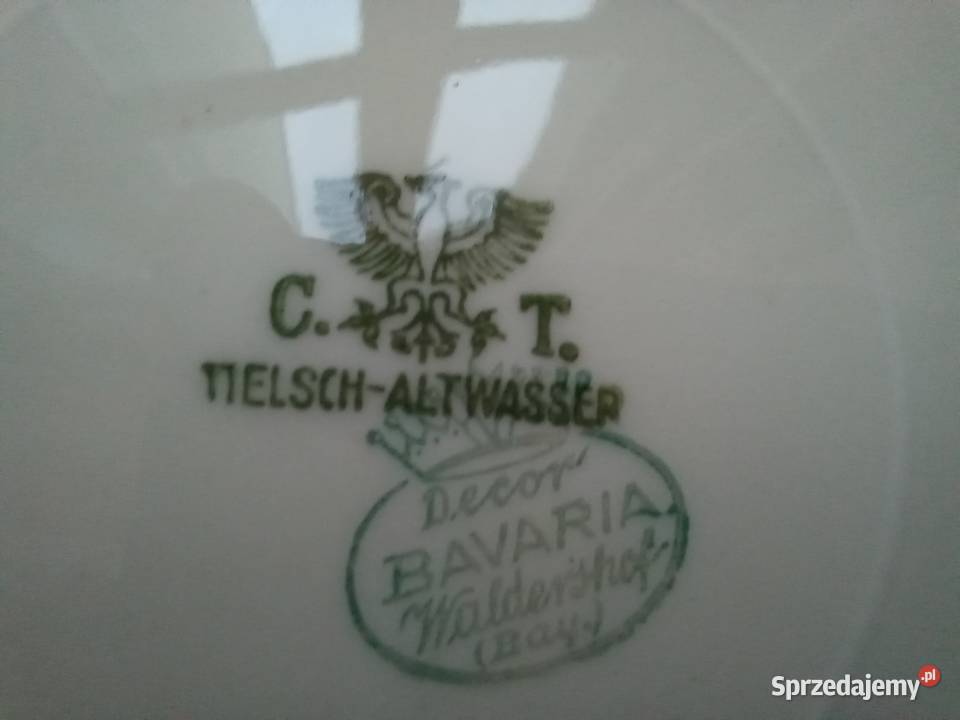 C. T.
TIELSCH-ALTWASSER
Decor
BAVARIA
Waldershof
(Bay.)
Sprzedajemy.pl